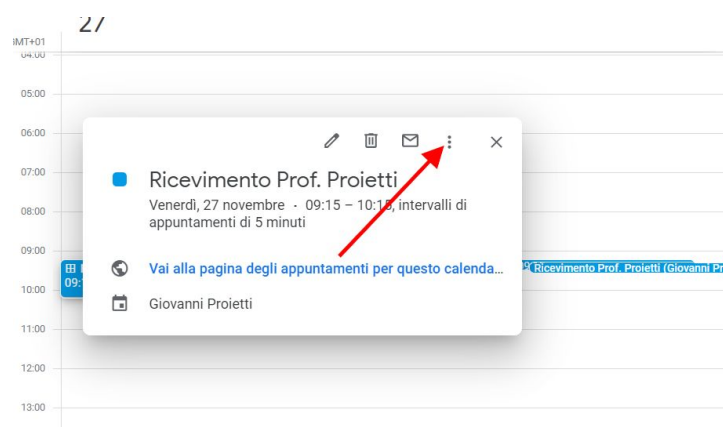 27
GMT+01
04:00
05:00
06:00
07:00
Ricevimento Prof. Proietti
Venerdì, 27 novembre · 09:15 – 10:15, intervalli di
appuntamenti di 5 minuti
08:00
09:00
Vai alla pagina degli appuntamenti per questo calenda...
Ricevimento Prof. Proietti (Giovanni Pr
09:
10:00
Giovanni Proietti
11:00
12:00
13:00